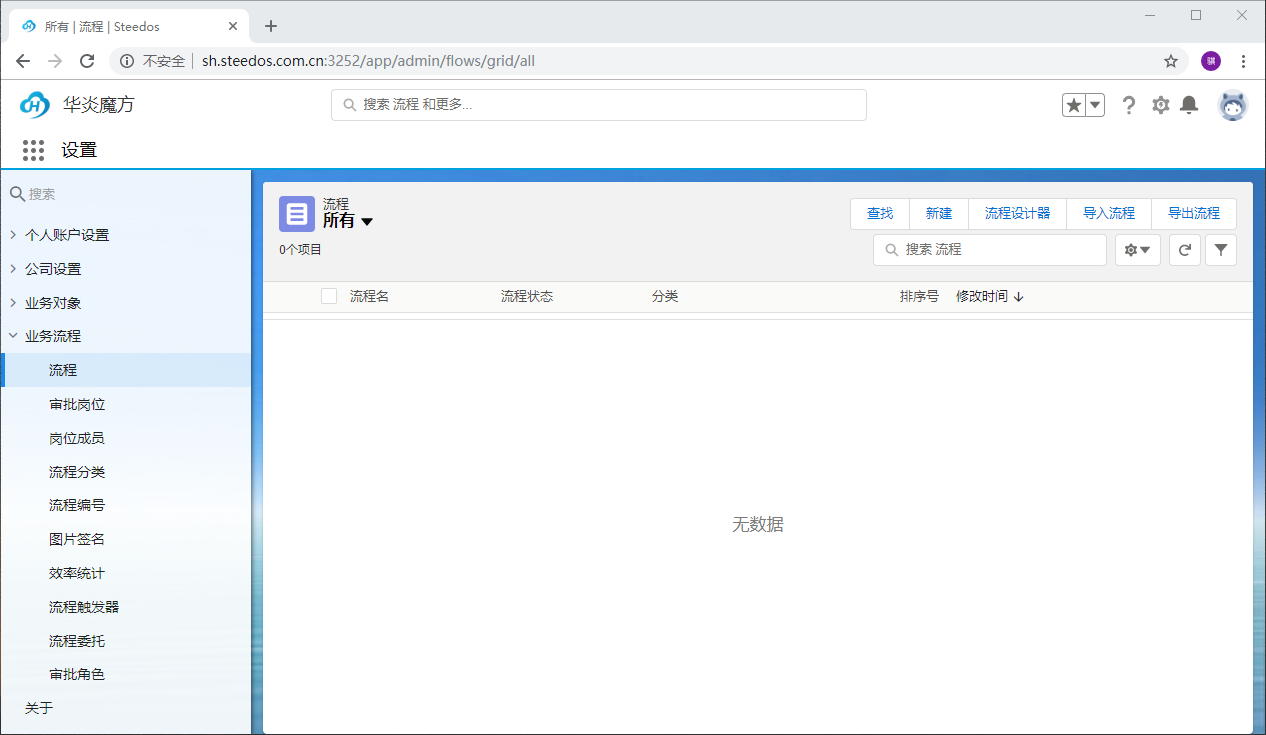 所有 | 流程 | Steedos
不安全 sh.steedos.com.cn:3252/app/admin/flows/grid/all
骐
华炎魔方
搜索 流程 和更多...
设置
搜索
个人账户设置
公司设置
业务对象
业务流程
流程
审批岗位
岗位成员
流程分类
流程编号
图片签名
效率统计
流程触发器
流程委托
审批角色
关于
流程
所有
0个项目
查找 新建 流程设计器 导入流程 导出流程
搜索 流程
流程名 流程状态 分类 排序号 修改时间
无数据